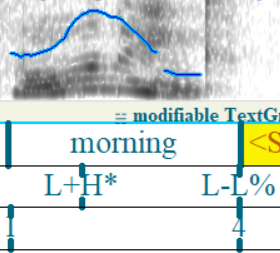 :: modifiable TextGr
morning <S
L+H* L-L%
1 4